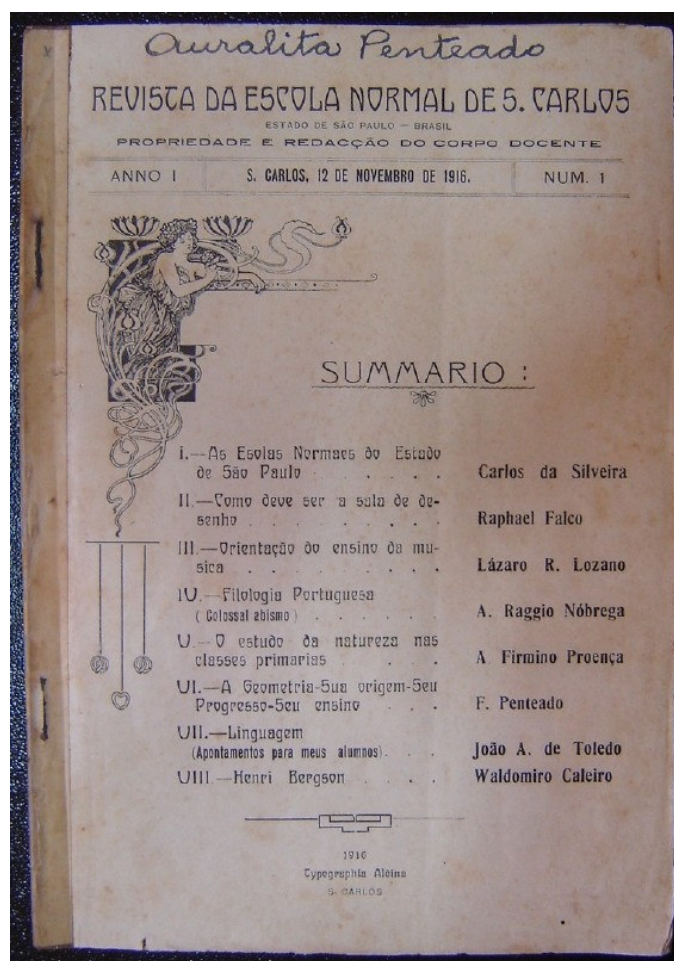 Auralita Penteado
REVISTA DA ESCOLA NORMAL DE S. CARLOS
ESTADO DE SÃO PAULO — BRASIL
PROPRIEDADE E REDACÇÃO DO CORPO DOCENTE
ANNO I S. CARLOS, 12 DE NOVEMBRO DE 1916. NUM. 1
SUMMARIO :
I.—As Escolas Normaes do Estado
de São Paulo . . . . . Carlos da Silveira
II.—Como deve ser a sala de de-
senho . . . . . . . Raphael Falco
III.—Orientação do ensino da mu-
sica . . . . . . . Lázaro R. Lozano
IV.—Filologia Portuguesa
( Colossal abismo ) . . . . . A. Raggio Nóbrega
V.—O estudo da natureza nas
classes primarias . . . . A Firmino Proença
VI.—A Geometria-Sua origem-Seu
Progresso-Seu ensino . . . F. Penteado
VII.—Linguagem
(Apontamentos para meus alumnos). . . João A. de Toledo
VIII.—Henri Bergson . . . . Waldomiro Caleiro
1916
Typographia Aldina
S. CARLOS